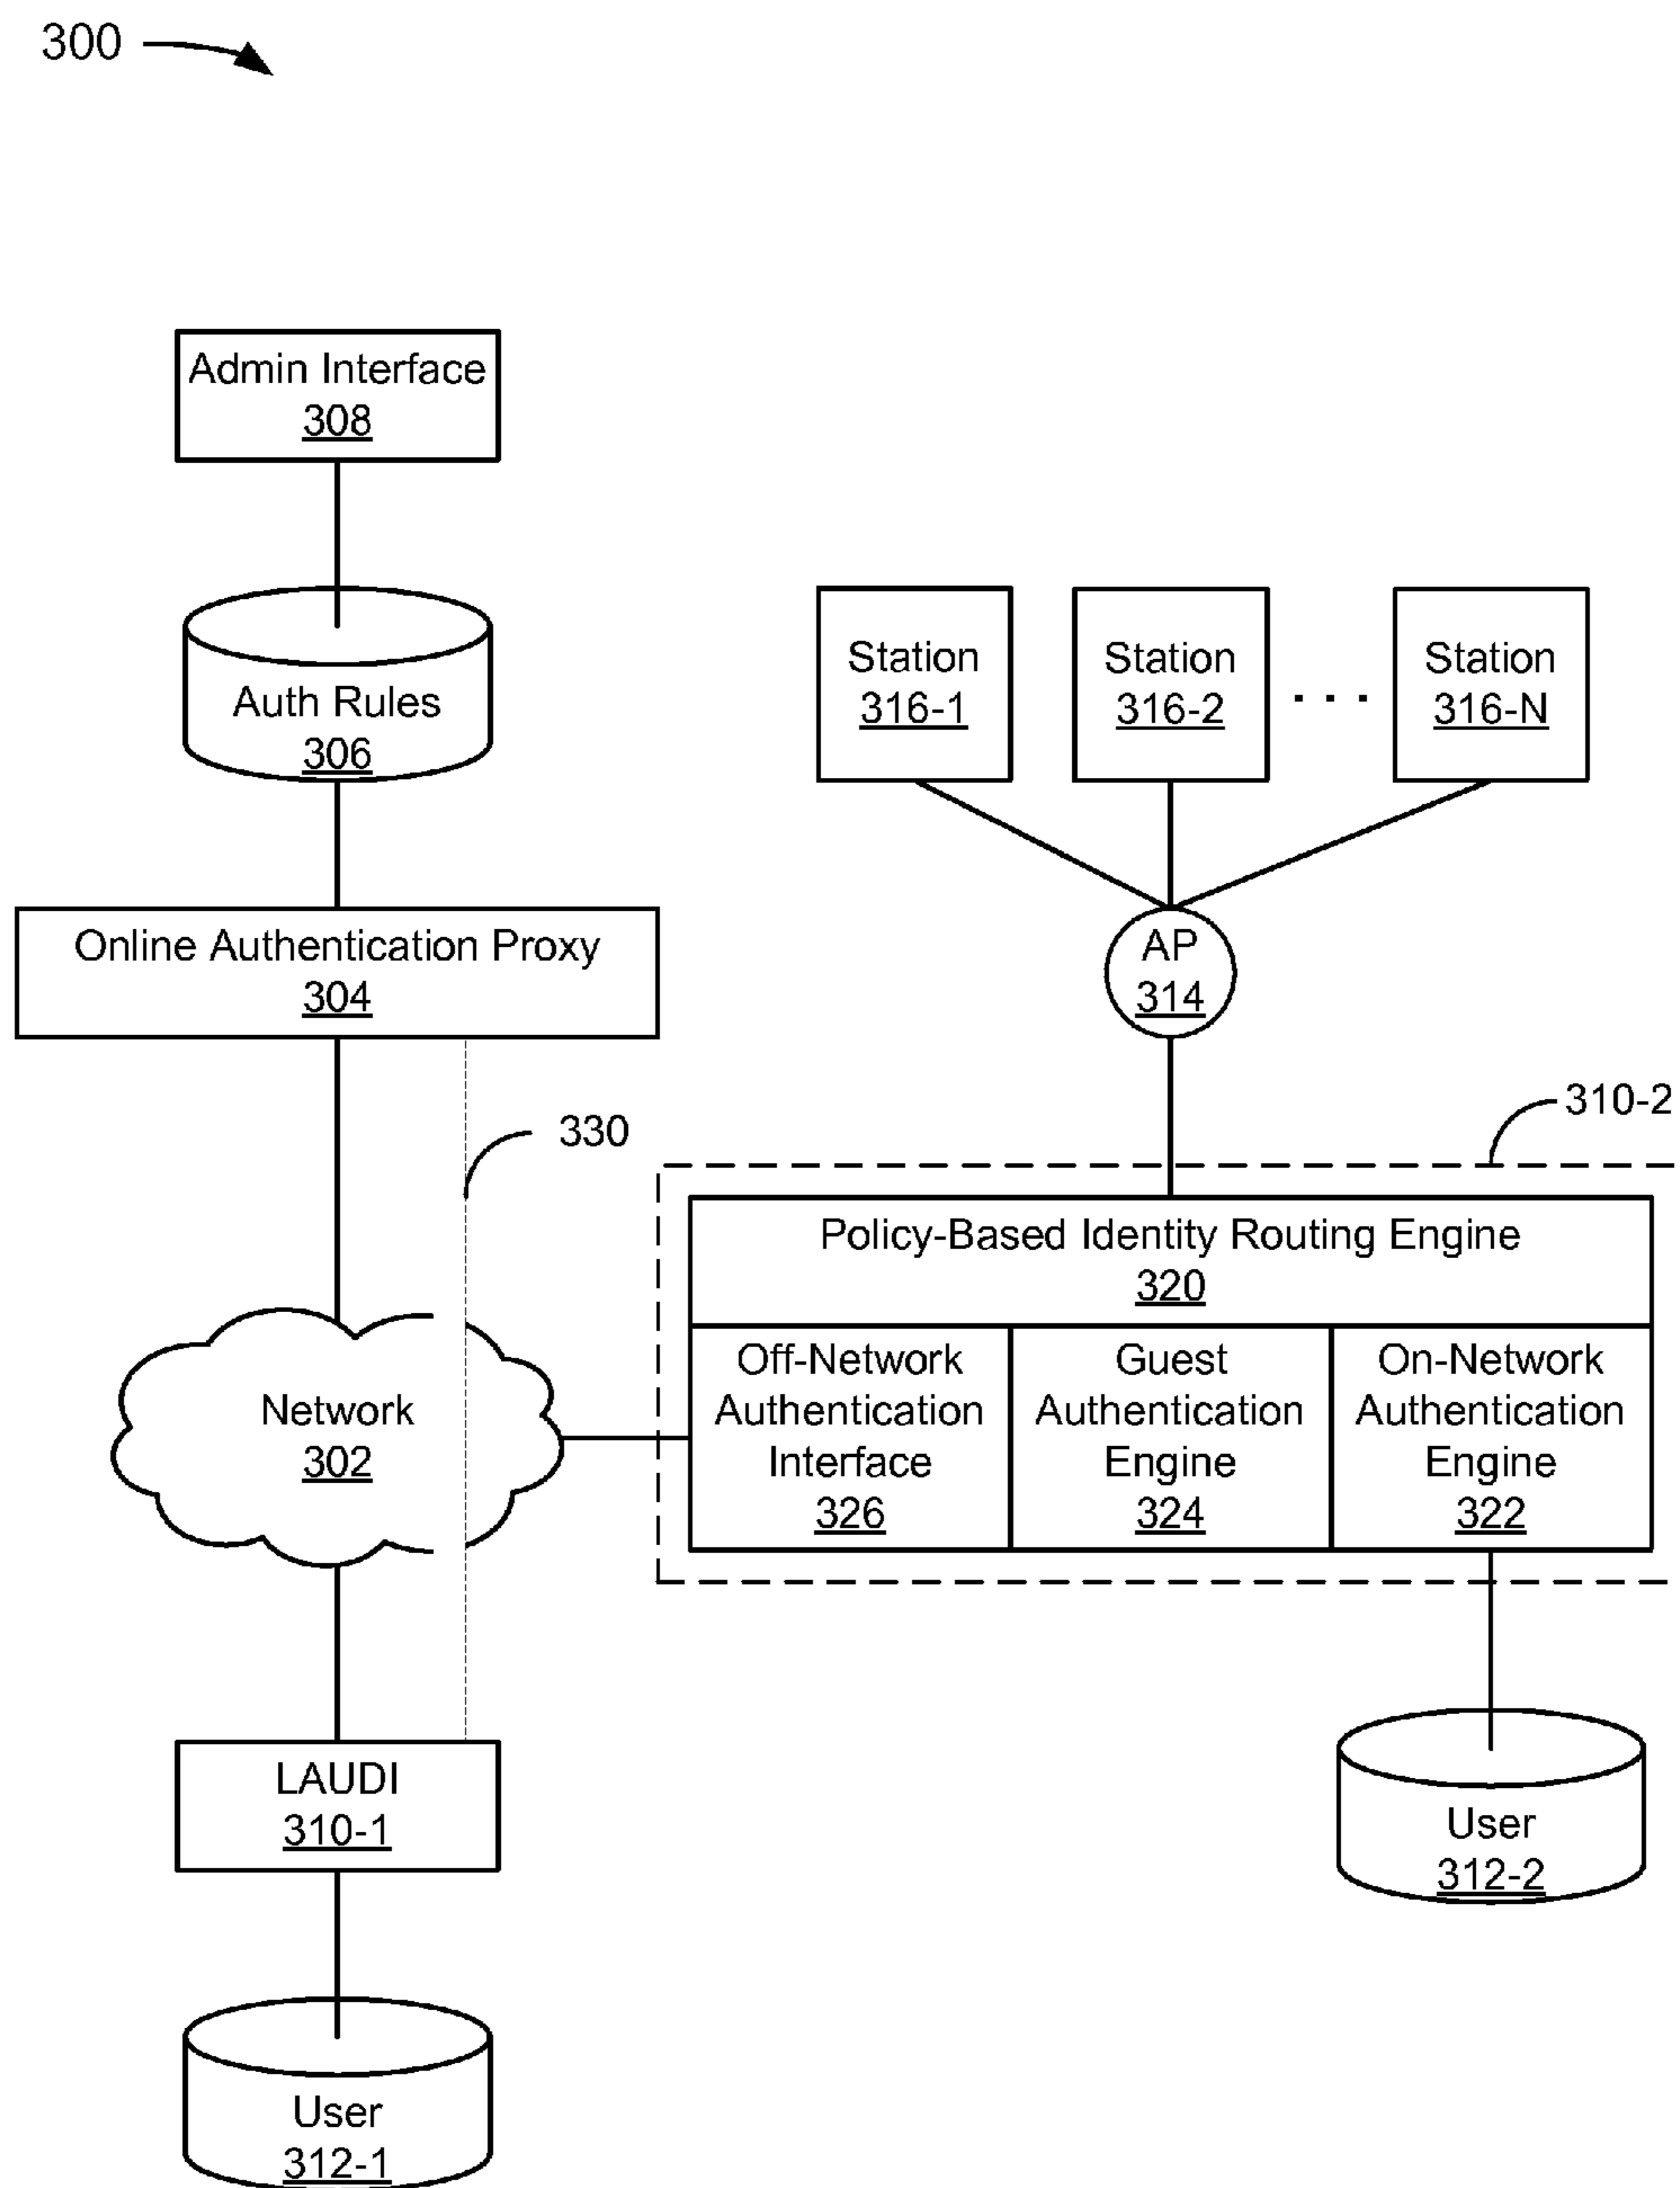 300
Admin Interface
308
Auth Rules
306
Station
316-1
Station
316-2
. . .
Station
316-N
Online Authentication Proxy
304
AP
314
330
310-2
Policy-Based Identity Routing Engine
320
Off-Network
Authentication
Interface
326
Guest
Authentication
Engine
324
On-Network
Authentication
Engine
322
Network
302
LAUDI
310-1
User
312-2
User
312-1